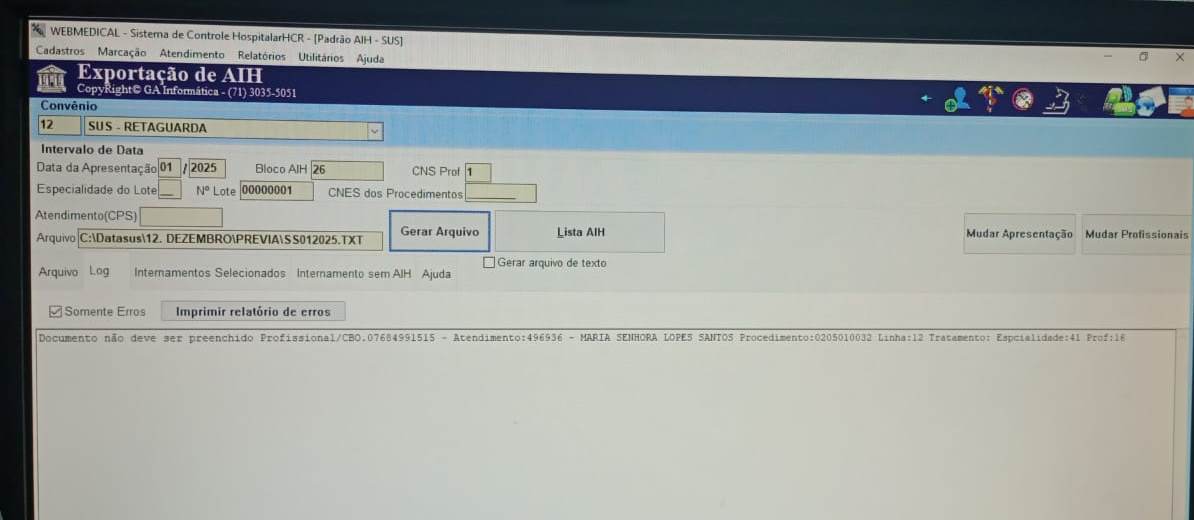 WEBMEDICAL - Sistema de Controle HospitalarHCR - [Padrão AIH - SUS]
Cadastros Marcação Atendimento Relatórios Utilitários Ajuda
Exportação de AIH
CopyRight© GA Informática - (71) 3035-5051
Convênio
12 SUS - RETAGUARDA
Intervalo de Data
Data da Apresentação 01 / 2025 Bloco AIH 26 CNS Prof 1
Especialidade do Lote __ Nº Lote 00000001 CNES dos Procedimentos _______
Atendimento(CPS)
Arquivo C:\Datasus\12. DEZEMBRO\PREVIA\SS012025.TXT Gerar Arquivo Lista AIH Mudar Apresentação Mudar Profissionais
Gerar arquivo de texto
Arquivo Log Internamentos Selecionados Internamento sem AIH Ajuda
Somente Erros Imprimir relatório de erros
Documento não deve ser preenchido Profissional/CBO.07684991515 - Atendimento:496936 - MARIA SENHORA LOPES SANTOS Procedimento:0205010032 Linha:12 Tratamento: Espcialidade:41 Prof:16